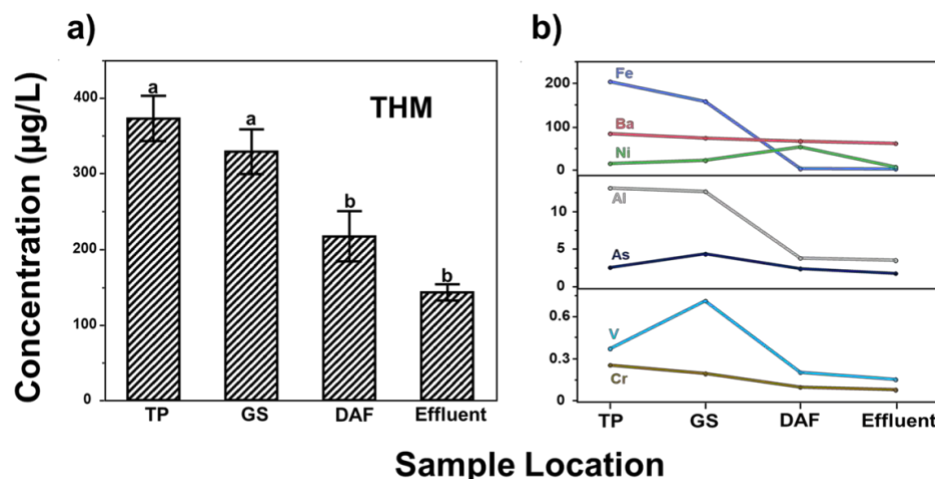 a)
b)
Concentration (µg/L)
400
300
200
100
0
THM
a
a
b
b
TP
GS
DAF
Effluent
200
100
0
Fe
Ba
Ni
10
5
0
Al
As
0.6
0.3
0
V
Cr
TP
GS
DAF
Effluent
Sample Location